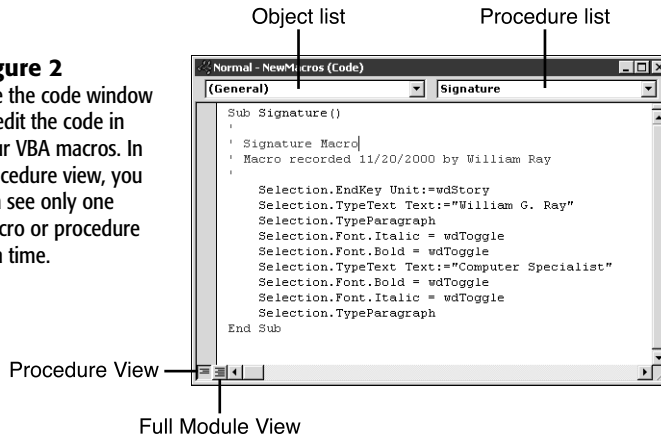 Object list
Procedure list
gure 2
e the code window
edit the code in
ur VBA macros. In
cedure view, you
n see only one
cro or procedure
a time.
Normal - NewMacros (Code)
(General)
Signature
Sub Signature()
'
' Signature Macro
' Macro recorded 11/20/2000 by William Ray
'
Selection.EndKey Unit:=wdStory
Selection.TypeText Text:="William G. Ray"
Selection.TypeParagraph
Selection.Font.Italic = wdToggle
Selection.Font.Bold = wdToggle
Selection.TypeText Text:="Computer Specialist"
Selection.Font.Bold = wdToggle
Selection.Font.Italic = wdToggle
Selection.TypeParagraph
End Sub
Procedure View
Full Module View